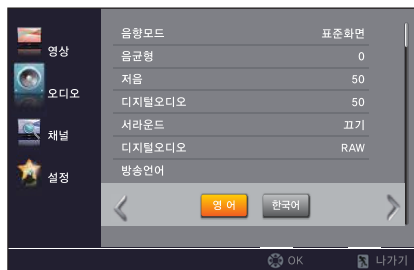 영상
오디오
채널
설정
음향모드 표준화면
음균형 0
저음 50
디지털오디오 50
서라운드 끄기
디지털오디오 RAW
방송언어
영 어 한국어
OK 나가기